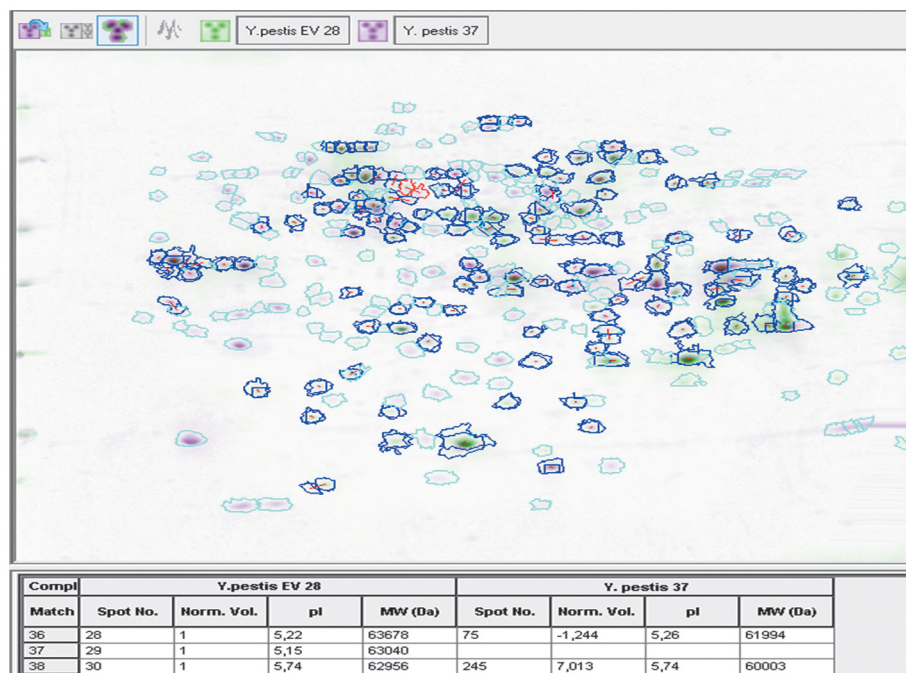 Y.pestis EV 28 Y. pestis 37
Compl Y.pestis EV 28 Y. pestis 37
Match Spot No. Norm. Vol. pI MW (Da) Spot No. Norm. Vol. pI MW (Da)
36 28 1 5,22 63678 75 -1,244 5,26 61994
37 29 1 5,15 63040
38 30 1 5,74 62956 245 7,013 5,74 60003